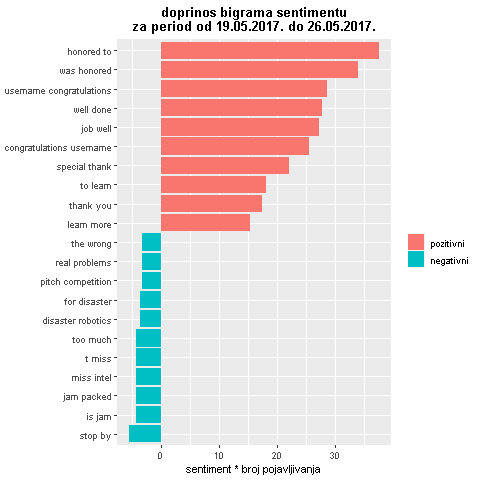 doprinos bigrama sentimentu
za period od 19.05.2017. do 26.05.2017.
honored to
was honored
username congratulations
well done
job well
congratulations username
special thank
to learn
thank you
learn more
the wrong
real problems
pitch competition
for disaster
disaster robotics
too much
t miss
miss intel
jam packed
is jam
stop by
0 10 20 30
sentiment * broj pojavljivanja
pozitivni
negativni